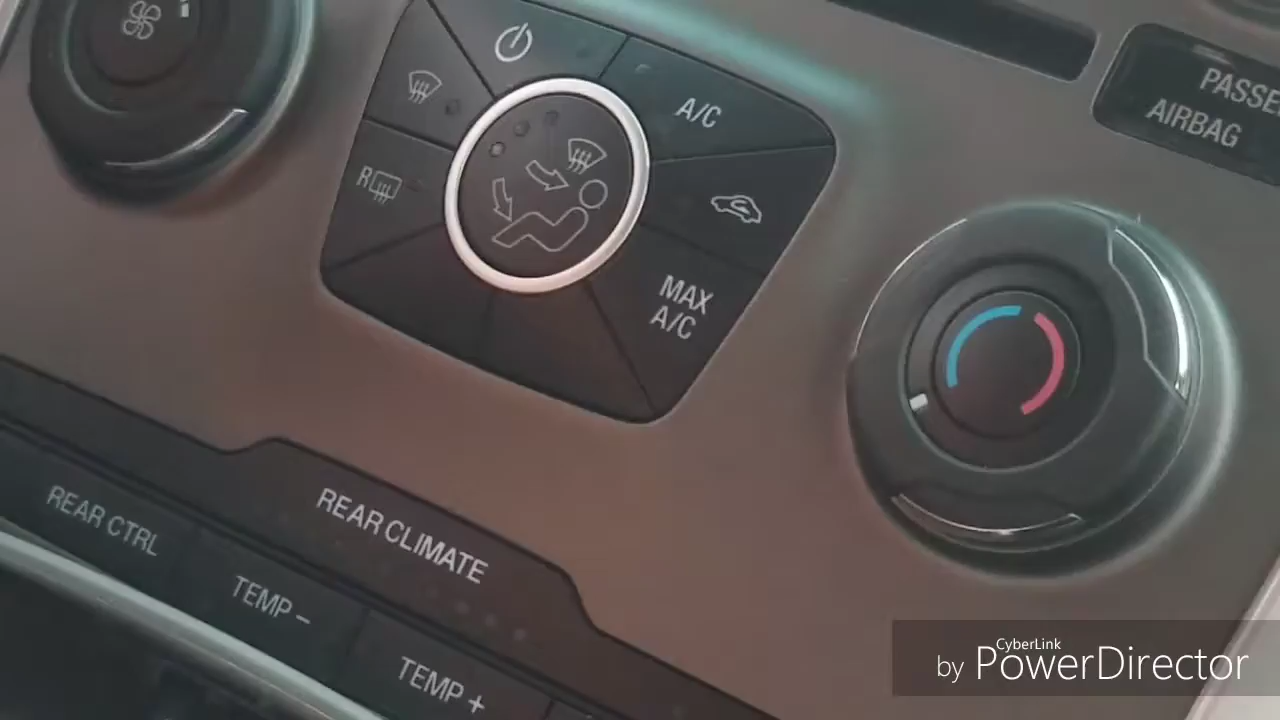 A/C
PASSE
AIRBAG
R
MAX
A/C
REAR CLIMATE
REAR CTRL
TEMP –
TEMP +
CyberLink
by PowerDirector